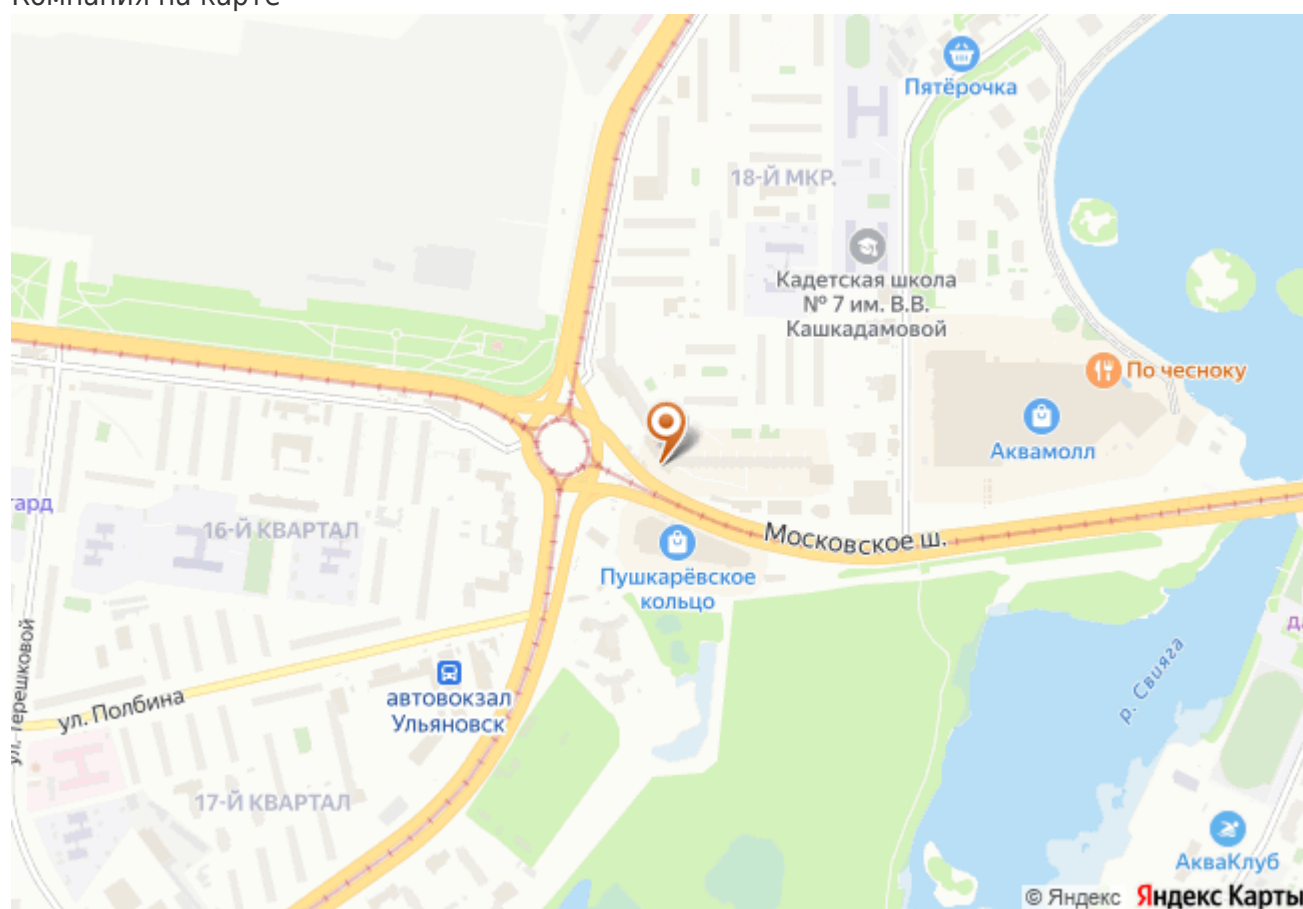 Компания на карте
Пятёрочка
18-Й МКР.
Кадетская школа
№ 7 им. В.В.
Кашкадамовой
По чесноку
Аквамолл
гард
16-Й КВАРТАЛ
Московское ш.
Пушкарёвское
кольцо
ул. Терешковой
ул. Полбина
автовокзал
Ульяновск
р. Свияга
да
17-Й КВАРТАЛ
АкваКлуб
© Яндекс Яндекс Карты